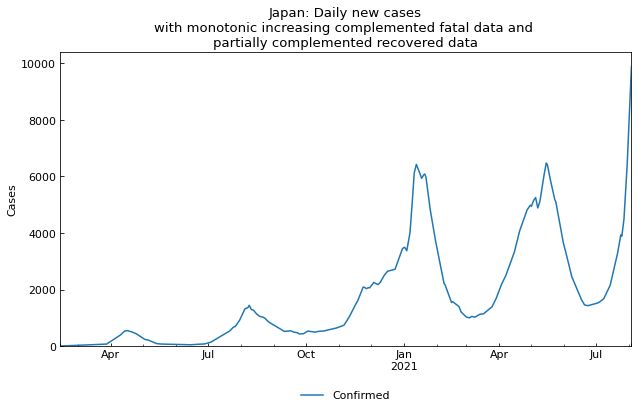 Japan: Daily new cases
with monotonic increasing complemented fatal data and
partially complemented recovered data
10000
8000
6000
4000
2000
0
Cases
Apr
Jul
Oct
Jan
2021
Apr
Jul
Confirmed